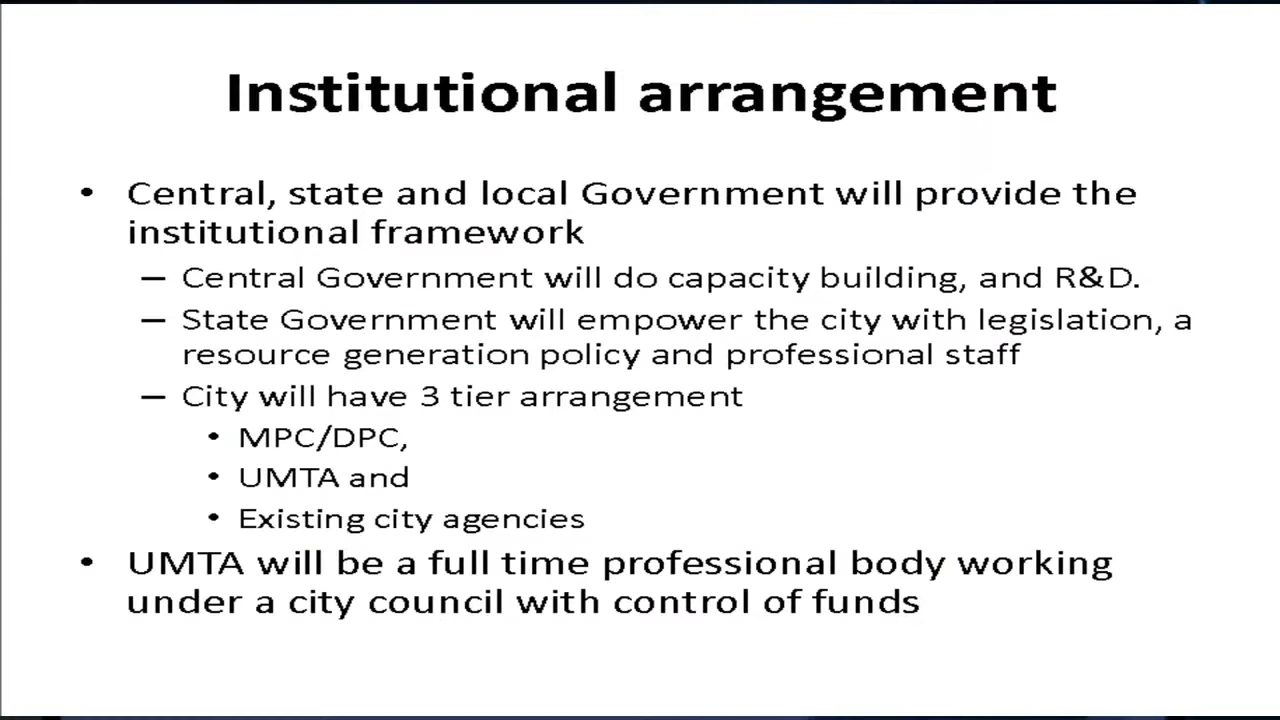 Institutional arrangement
• Central, state and local Government will provide the
institutional framework
– Central Government will do capacity building, and R&D.
– State Government will empower the city with legislation, a
resource generation policy and professional staff
– City will have 3 tier arrangement
• MPC/DPC,
• UMTA and
• Existing city agencies
• UMTA will be a full time professional body working
under a city council with control of funds